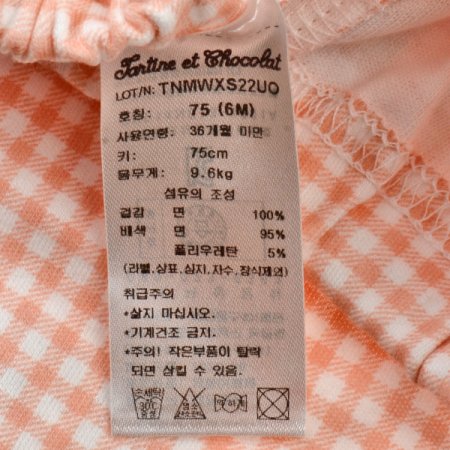 Tartine et Chocolat
LOT/N: TNMWXS22U0
호칭: 75 (6M)
사용연령: 36개월 미만
키: 75cm
몸무게: 9.6kg
섬유의 조성
겉감 면 100%
배색 면 95%
폴리우레탄 5%
(라벨,상표,심지,자수,장식제외)
취급주의
*삶지 마십시오.
*기계건조 금지.
*주의! 작은부품이 탈락
되면 삼킬 수 있음.